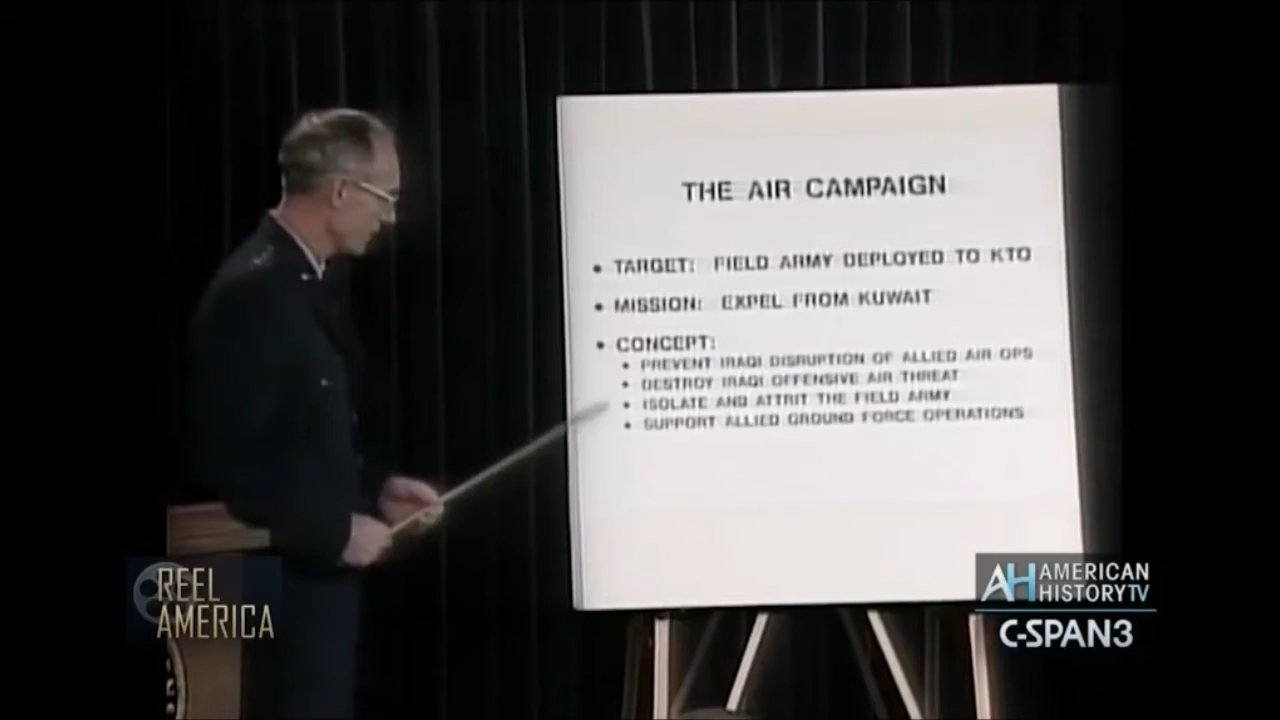 THE AIR CAMPAIGN
• TARGET: FIELD ARMY DEPLOYED TO KTO
• MISSION: EXPEL FROM KUWAIT
• CONCEPT:
• PREVENT IRAQI DISRUPTION OF ALLIED AIR OPS
• DESTROY IRAQI OFFENSIVE AIR THREAT
• ISOLATE AND ATTRIT THE FIELD ARMY
• SUPPORT ALLIED GROUND FORCE OPERATIONS
REEL
AMERICA
AH AMERICAN
HISTORYTV
C-SPAN3